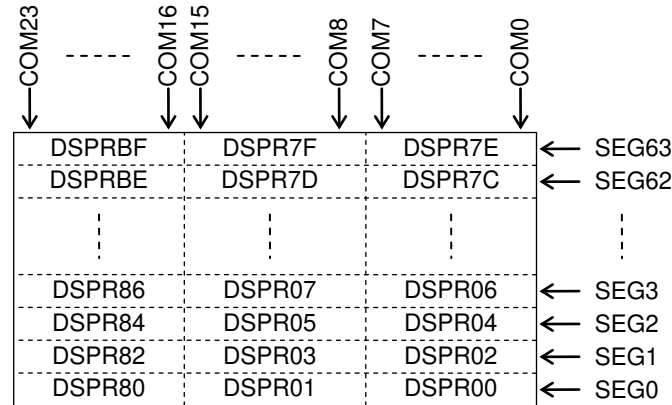 COM23 COM16 COM15 COM8 COM7 COM0
DSPRBF DSPR7F DSPR7E SEG63
DSPRBE DSPR7D DSPR7C SEG62
DSPR86 DSPR07 DSPR06 SEG3
DSPR84 DSPR05 DSPR04 SEG2
DSPR82 DSPR03 DSPR02 SEG1
DSPR80 DSPR01 DSPR00 SEG0